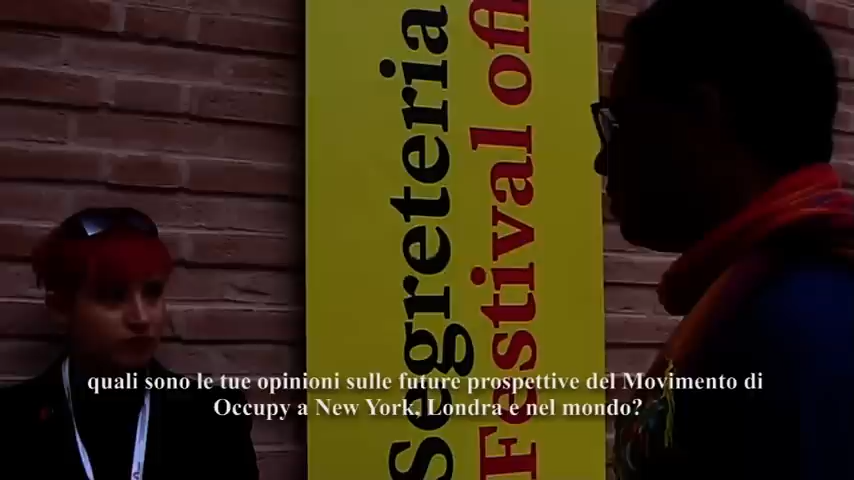 Segreteria
Festival off
quali sono le tue opinioni sulle future prospettive del Movimento di
Occupy a New York, Londra e nel mondo?